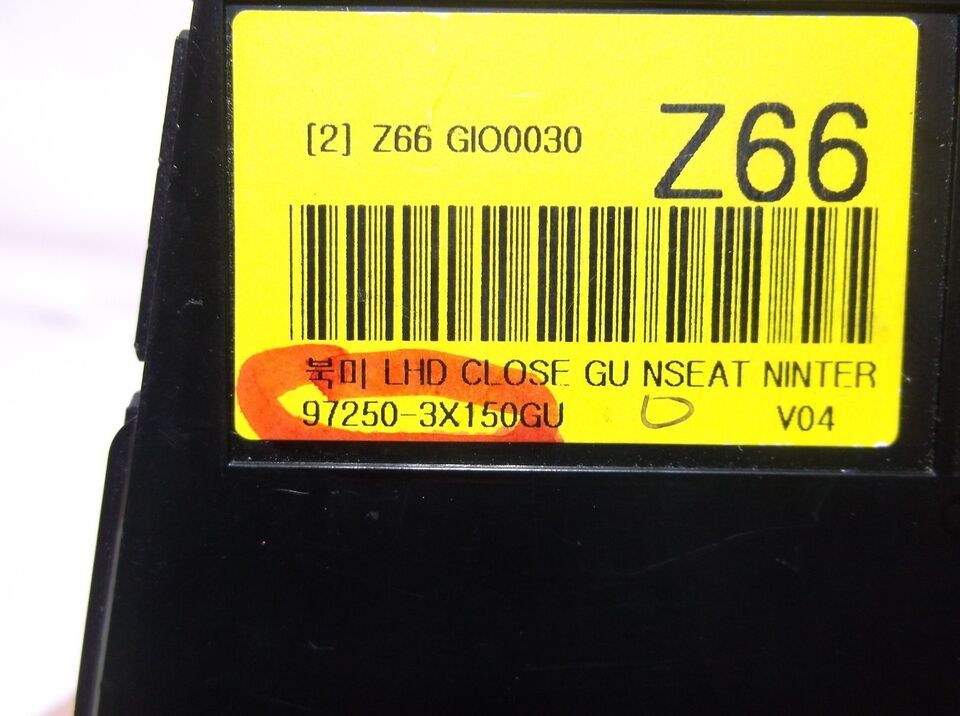 Z66
[2] Z66 GIO0030
북미 LHD CLOSE GU NSEAT NINTER
97250-3X150GU
V04